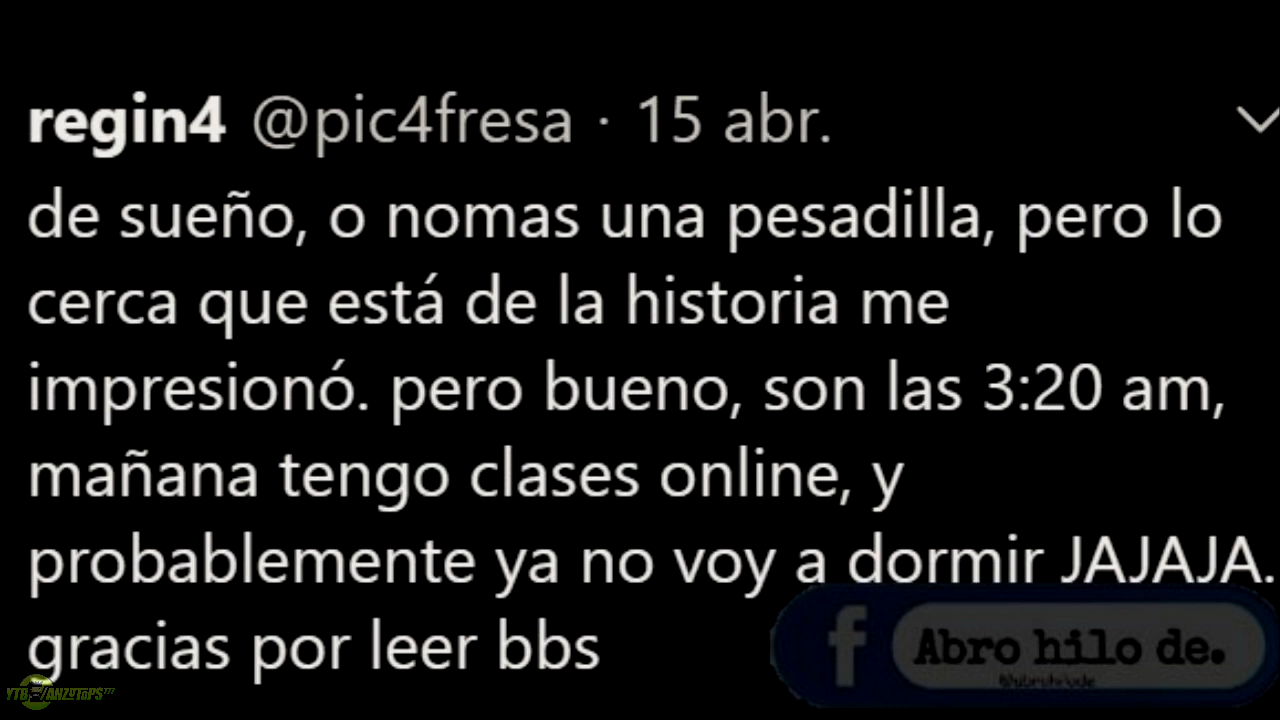 regin4 @pic4fresa · 15 abr.
de sueño, o nomas una pesadilla, pero lo
cerca que está de la historia me
impresionó. pero bueno, son las 3:20 am,
mañana tengo clases online, y
probablemente ya no voy a dormir JAJAJA.
gracias por leer bbs
f Abro hilo de.